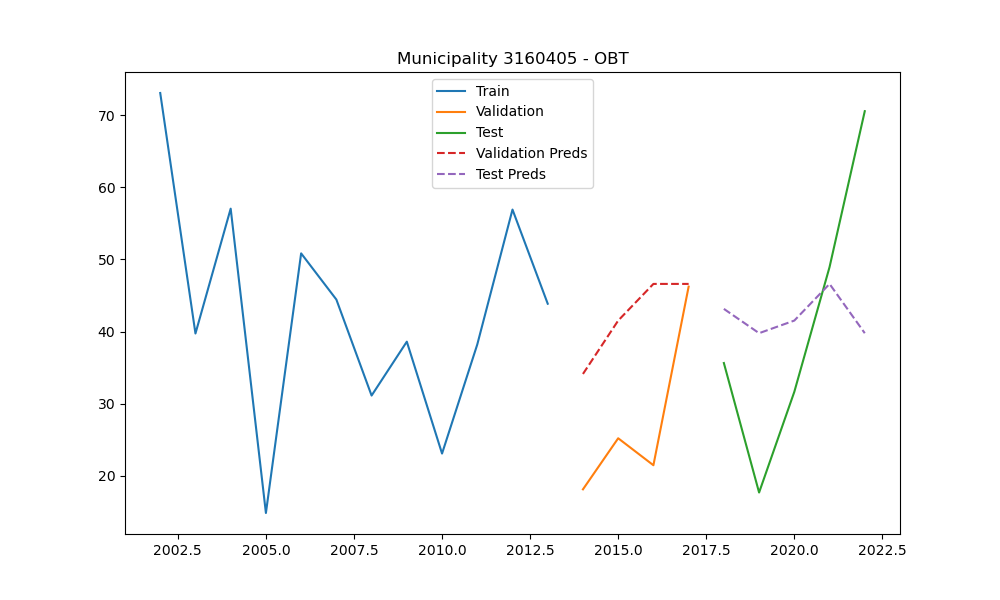 Municipality 3160405 - OBT
Train
Validation
Test
Validation Preds
Test Preds
70
60
50
40
30
20
2002.5 2005.0 2007.5 2010.0 2012.5 2015.0 2017.5 2020.0 2022.5